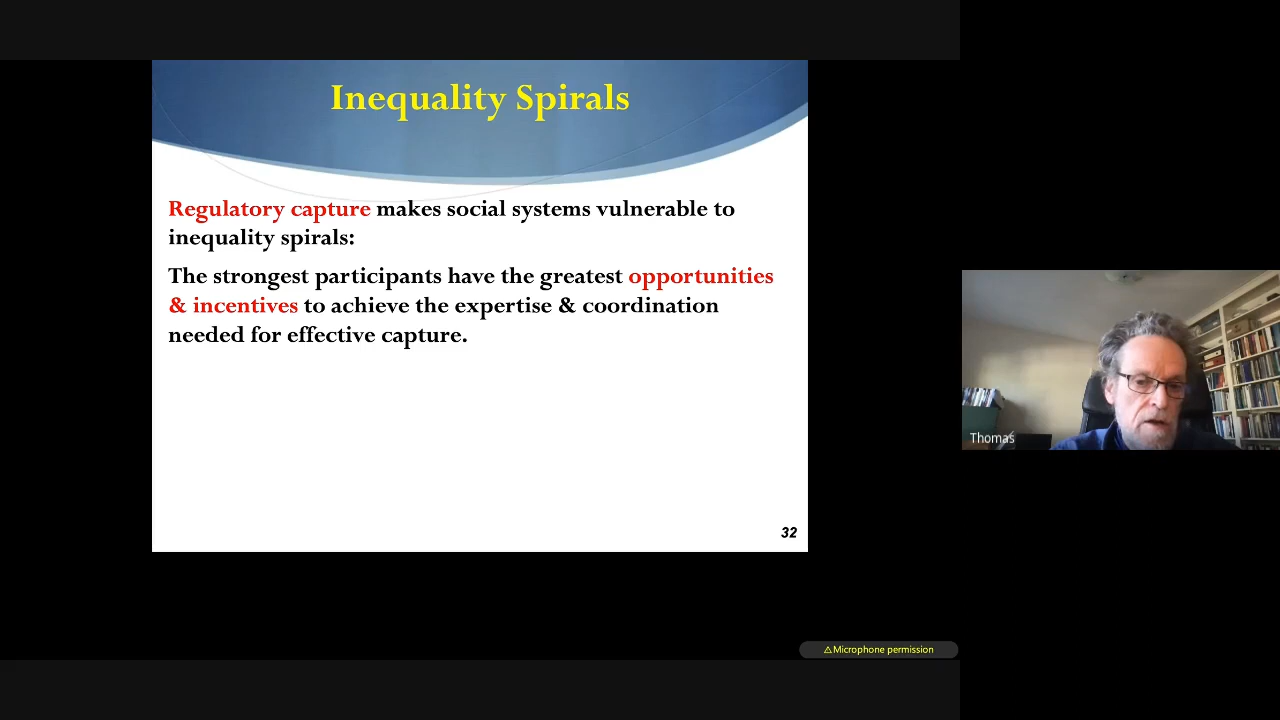 Inequality Spirals
Regulatory capture makes social systems vulnerable to
inequality spirals:
The strongest participants have the greatest opportunities
& incentives to achieve the expertise & coordination
needed for effective capture.
32
Thomas
⚠Microphone permission